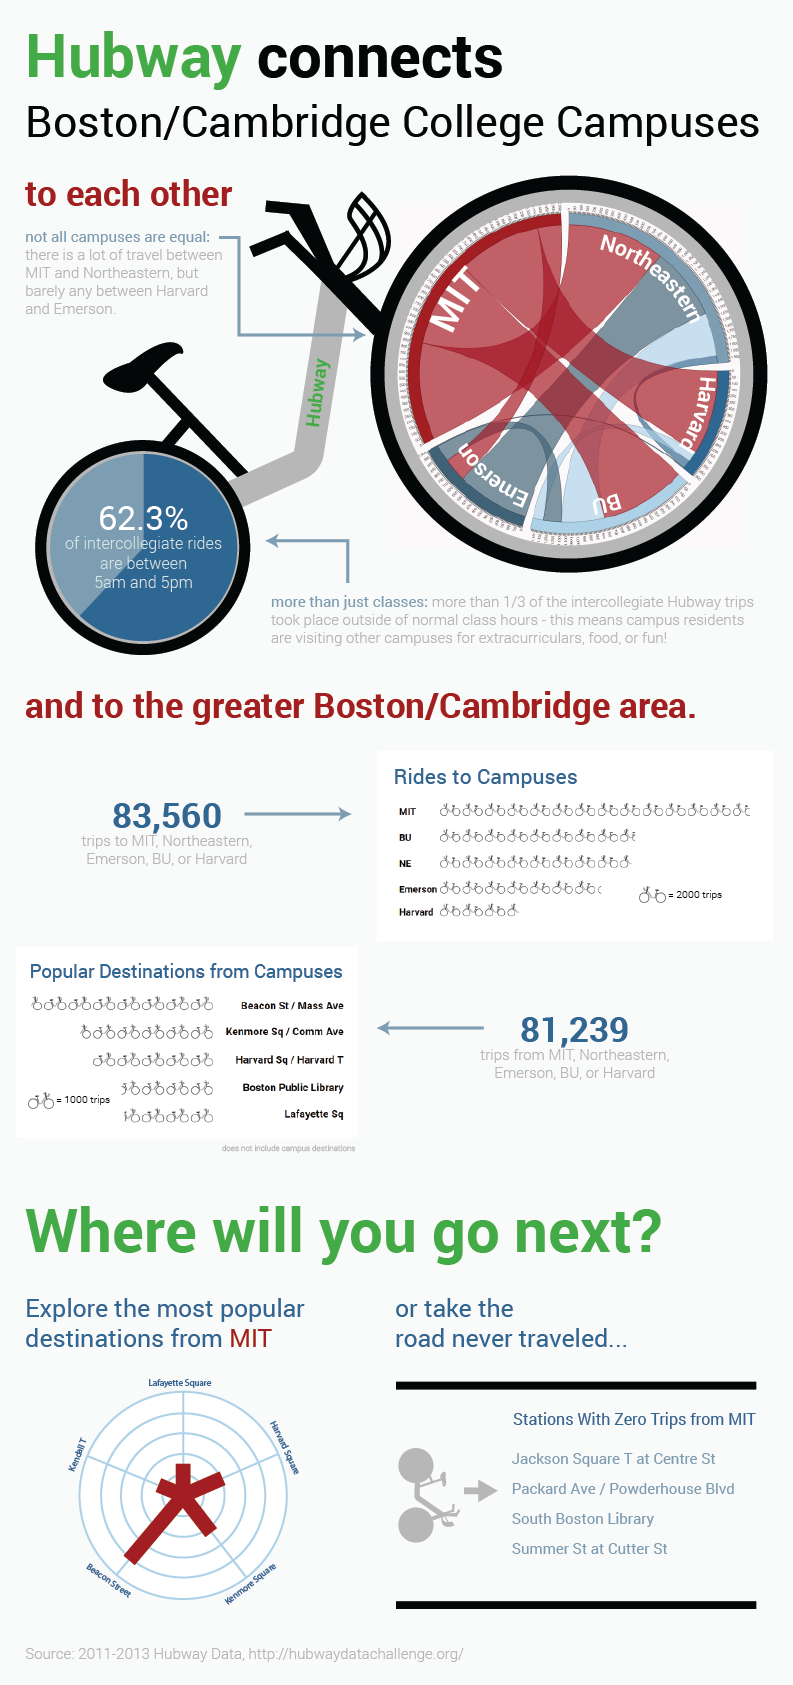 Hubway connects
Boston/Cambridge College Campuses
to each other
not all campuses are equal:
there is a lot of travel between
MIT and Northeastern, but
barely any between Harvard
and Emerson.
MIT
Northeastern
Harvard
BU
Emerson
Hubway
62.3%
of intercollegiate rides
are between
5am and 5pm
more than just classes: more than 1/3 of the intercollegiate Hubway trips
took place outside of normal class hours - this means campus residents
are visiting other campuses for extracurriculars, food, or fun!
and to the greater Boston/Cambridge area.
83,560
trips to MIT, Northeastern,
Emerson, BU, or Harvard
Rides to Campuses
MIT
BU
NE
Emerson
Harvard
= 2000 trips
Popular Destinations from Campuses
Beacon St / Mass Ave
Kenmore Sq / Comm Ave
Harvard Sq / Harvard T
Boston Public Library
Lafayette Sq
= 1000 trips
does not include campus destinations
81,239
trips from MIT, Northeastern,
Emerson, BU, or Harvard
Where will you go next?
Explore the most popular
destinations from MIT
Lafayette Square
Harvard Square
Kenmore Square
Beacon Street
Kendall T
or take the
road never traveled...
Stations With Zero Trips from MIT
Jackson Square T at Centre St
Packard Ave / Powderhouse Blvd
South Boston Library
Summer St at Cutter St
Source: 2011-2013 Hubway Data, http://hubwaydatachallenge.org/